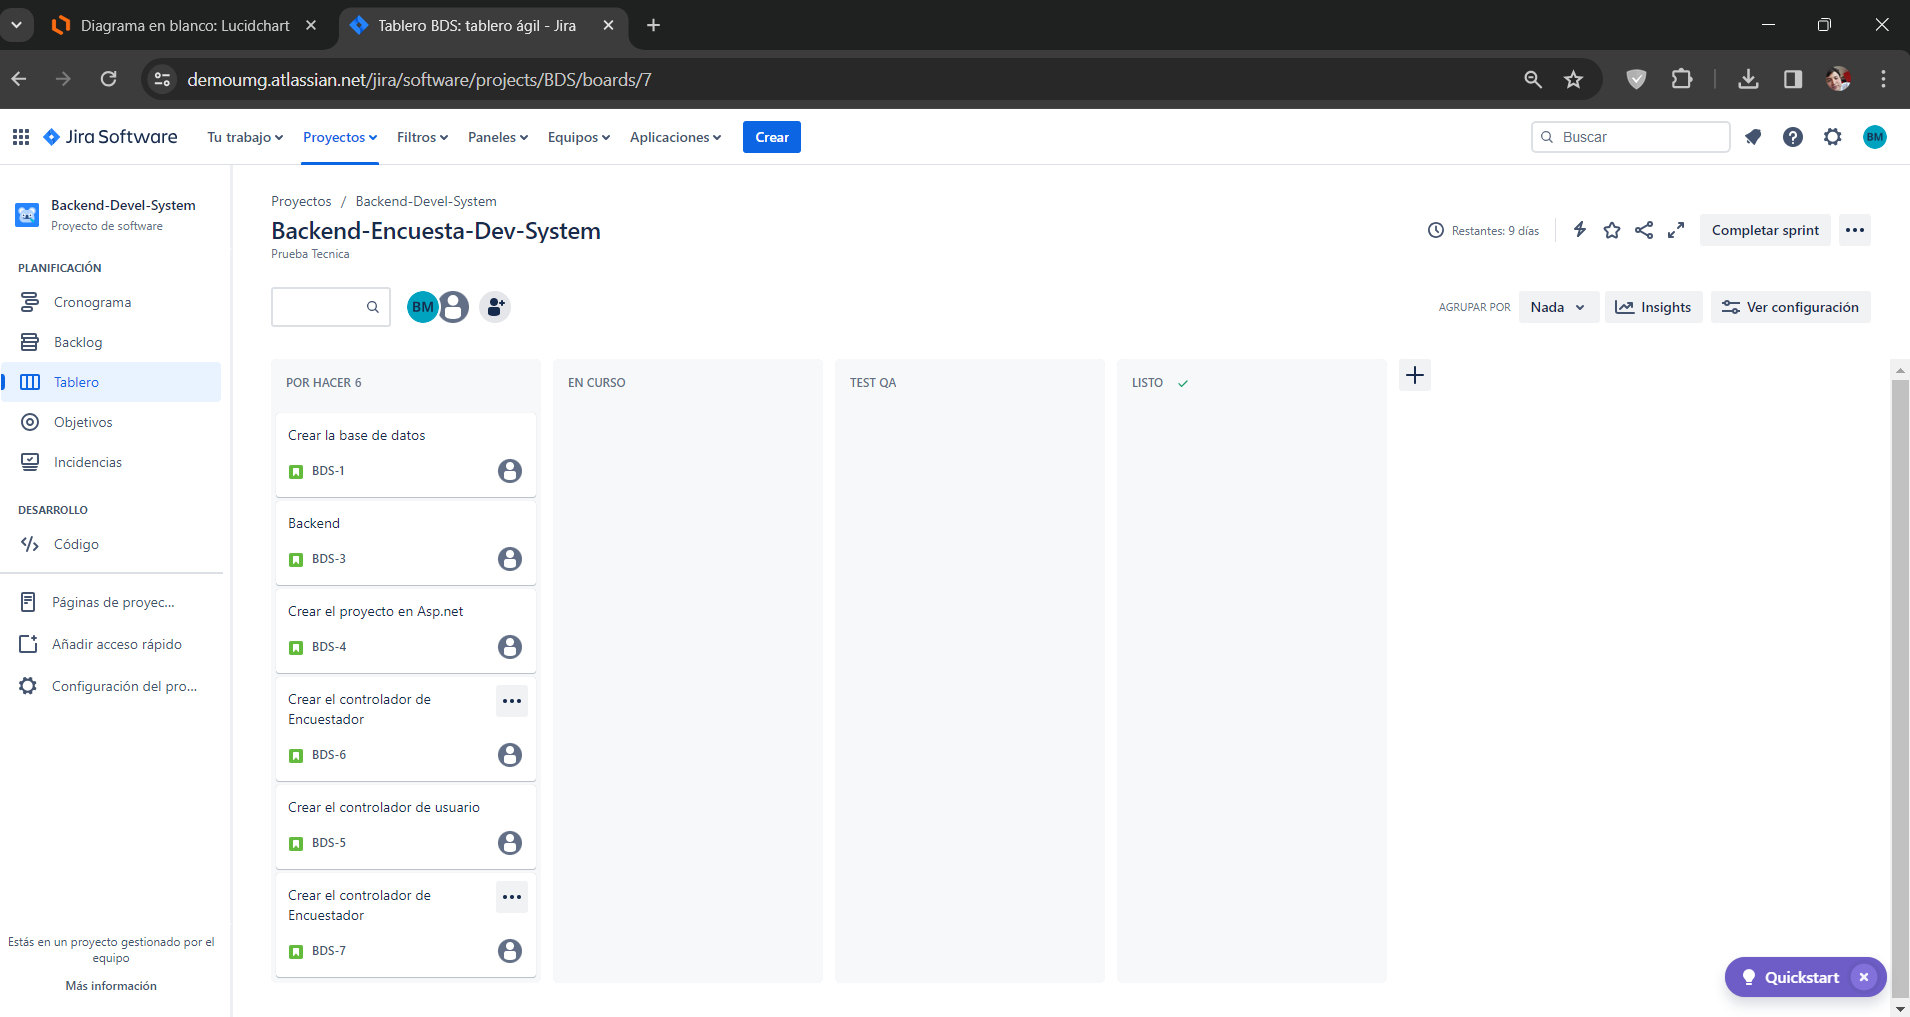 Diagrama en blanco: Lucidchart
Tablero BDS: tablero ágil - Jira
demoumg.atlassian.net/jira/software/projects/BDS/boards/7
Jira Software
Tu trabajo
Proyectos
Filtros
Paneles
Equipos
Aplicaciones
Crear
Buscar
BM
Backend-Devel-System
Proyecto de software
PLANIFICACIÓN
Cronograma
Backlog
Tablero
Objetivos
Incidencias
DESARROLLO
Código
Páginas de proyec...
Añadir acceso rápido
Configuración del pro...
Estás en un proyecto gestionado por el
equipo
Más información
Proyectos / Backend-Devel-System
Backend-Encuesta-Dev-System
Prueba Tecnica
Restantes: 9 días
Completar sprint
BM
AGRUPAR POR
Nada
Insights
Ver configuración
POR HACER 6
Crear la base de datos
BDS-1
Backend
BDS-3
Crear el proyecto en Asp.net
BDS-4
Crear el controlador de
Encuestador
BDS-6
Crear el controlador de usuario
BDS-5
Crear el controlador de
Encuestador
BDS-7
EN CURSO
TEST QA
LISTO
Quickstart